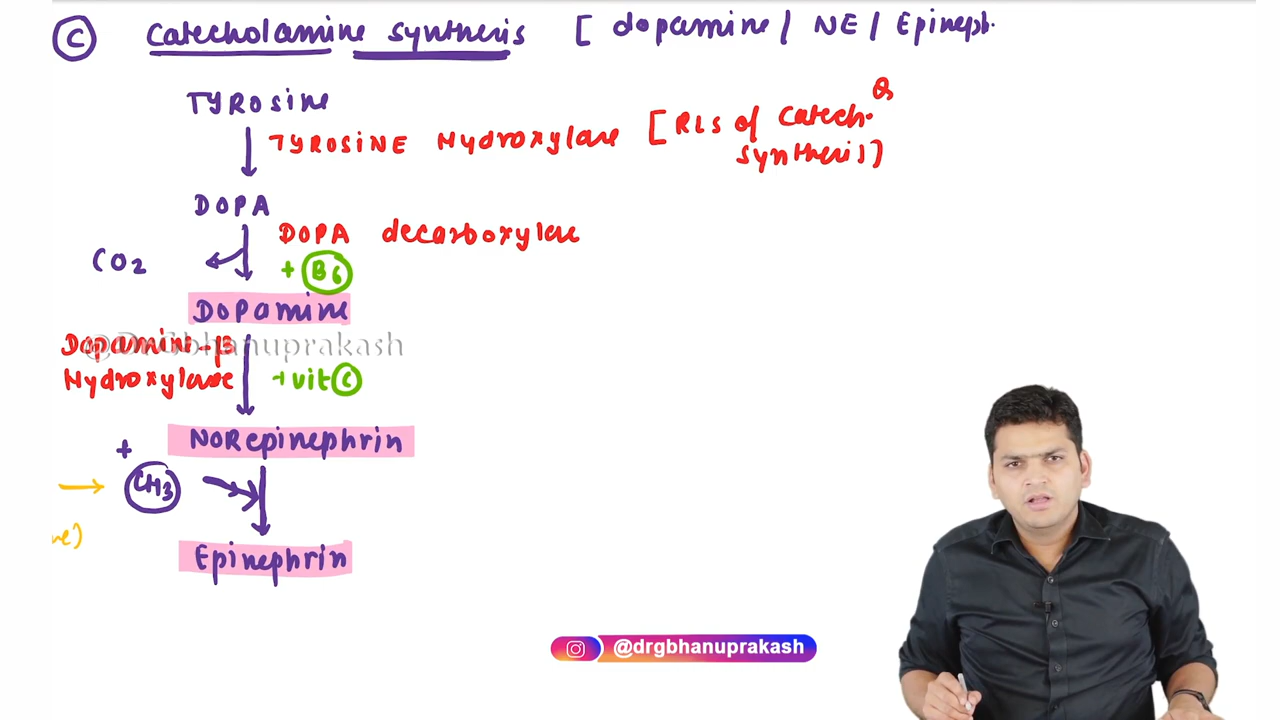 C Catecholamine synthesis [ dopamine / NE / Epineph.
TYROSINE
TYROSINE Hydroxylase [ RLS of Catech.
synthesis ]
DOPA
DOPA decarboxylase
CO2
+ B6
DOPAMINE
@DrGbhanuprakash
Dopamine-β
Hydroxylase
+ vit C
NOREpinephrin
+
CH3
Epinephrin
@drgbhanuprakash